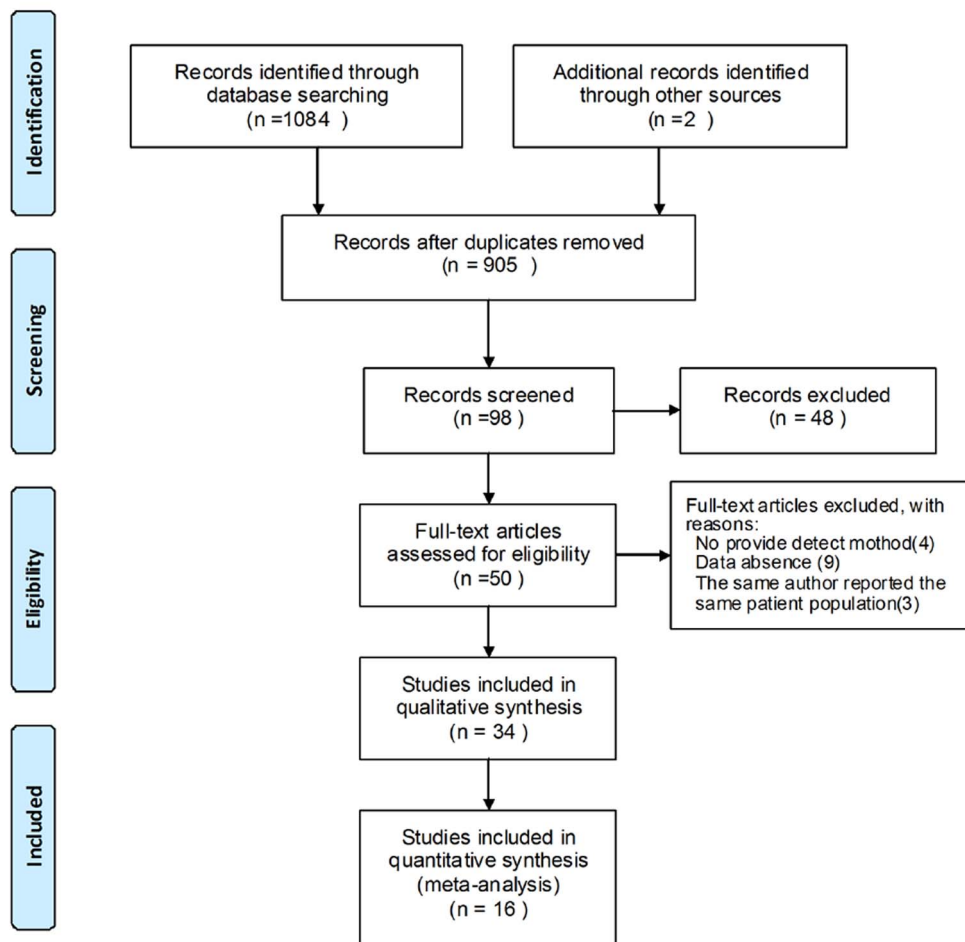 Identification
Records identified through
database searching
(n =1084 )
Additional records identified
through other sources
(n =2 )
Records after duplicates removed
(n = 905 )
Screening
Records screened
(n =98 )
Records excluded
(n = 48 )
Eligibility
Full-text articles
assessed for eligibility
(n =50 )
Full-text articles excluded, with
reasons:
No provide detect mothod(4)
Data absence (9)
The same author reported the
same patient population(3)
Studies included in
qualitative synthesis
(n = 34 )
Included
Studies included in
quantitative synthesis
(meta-analysis)
(n = 16 )